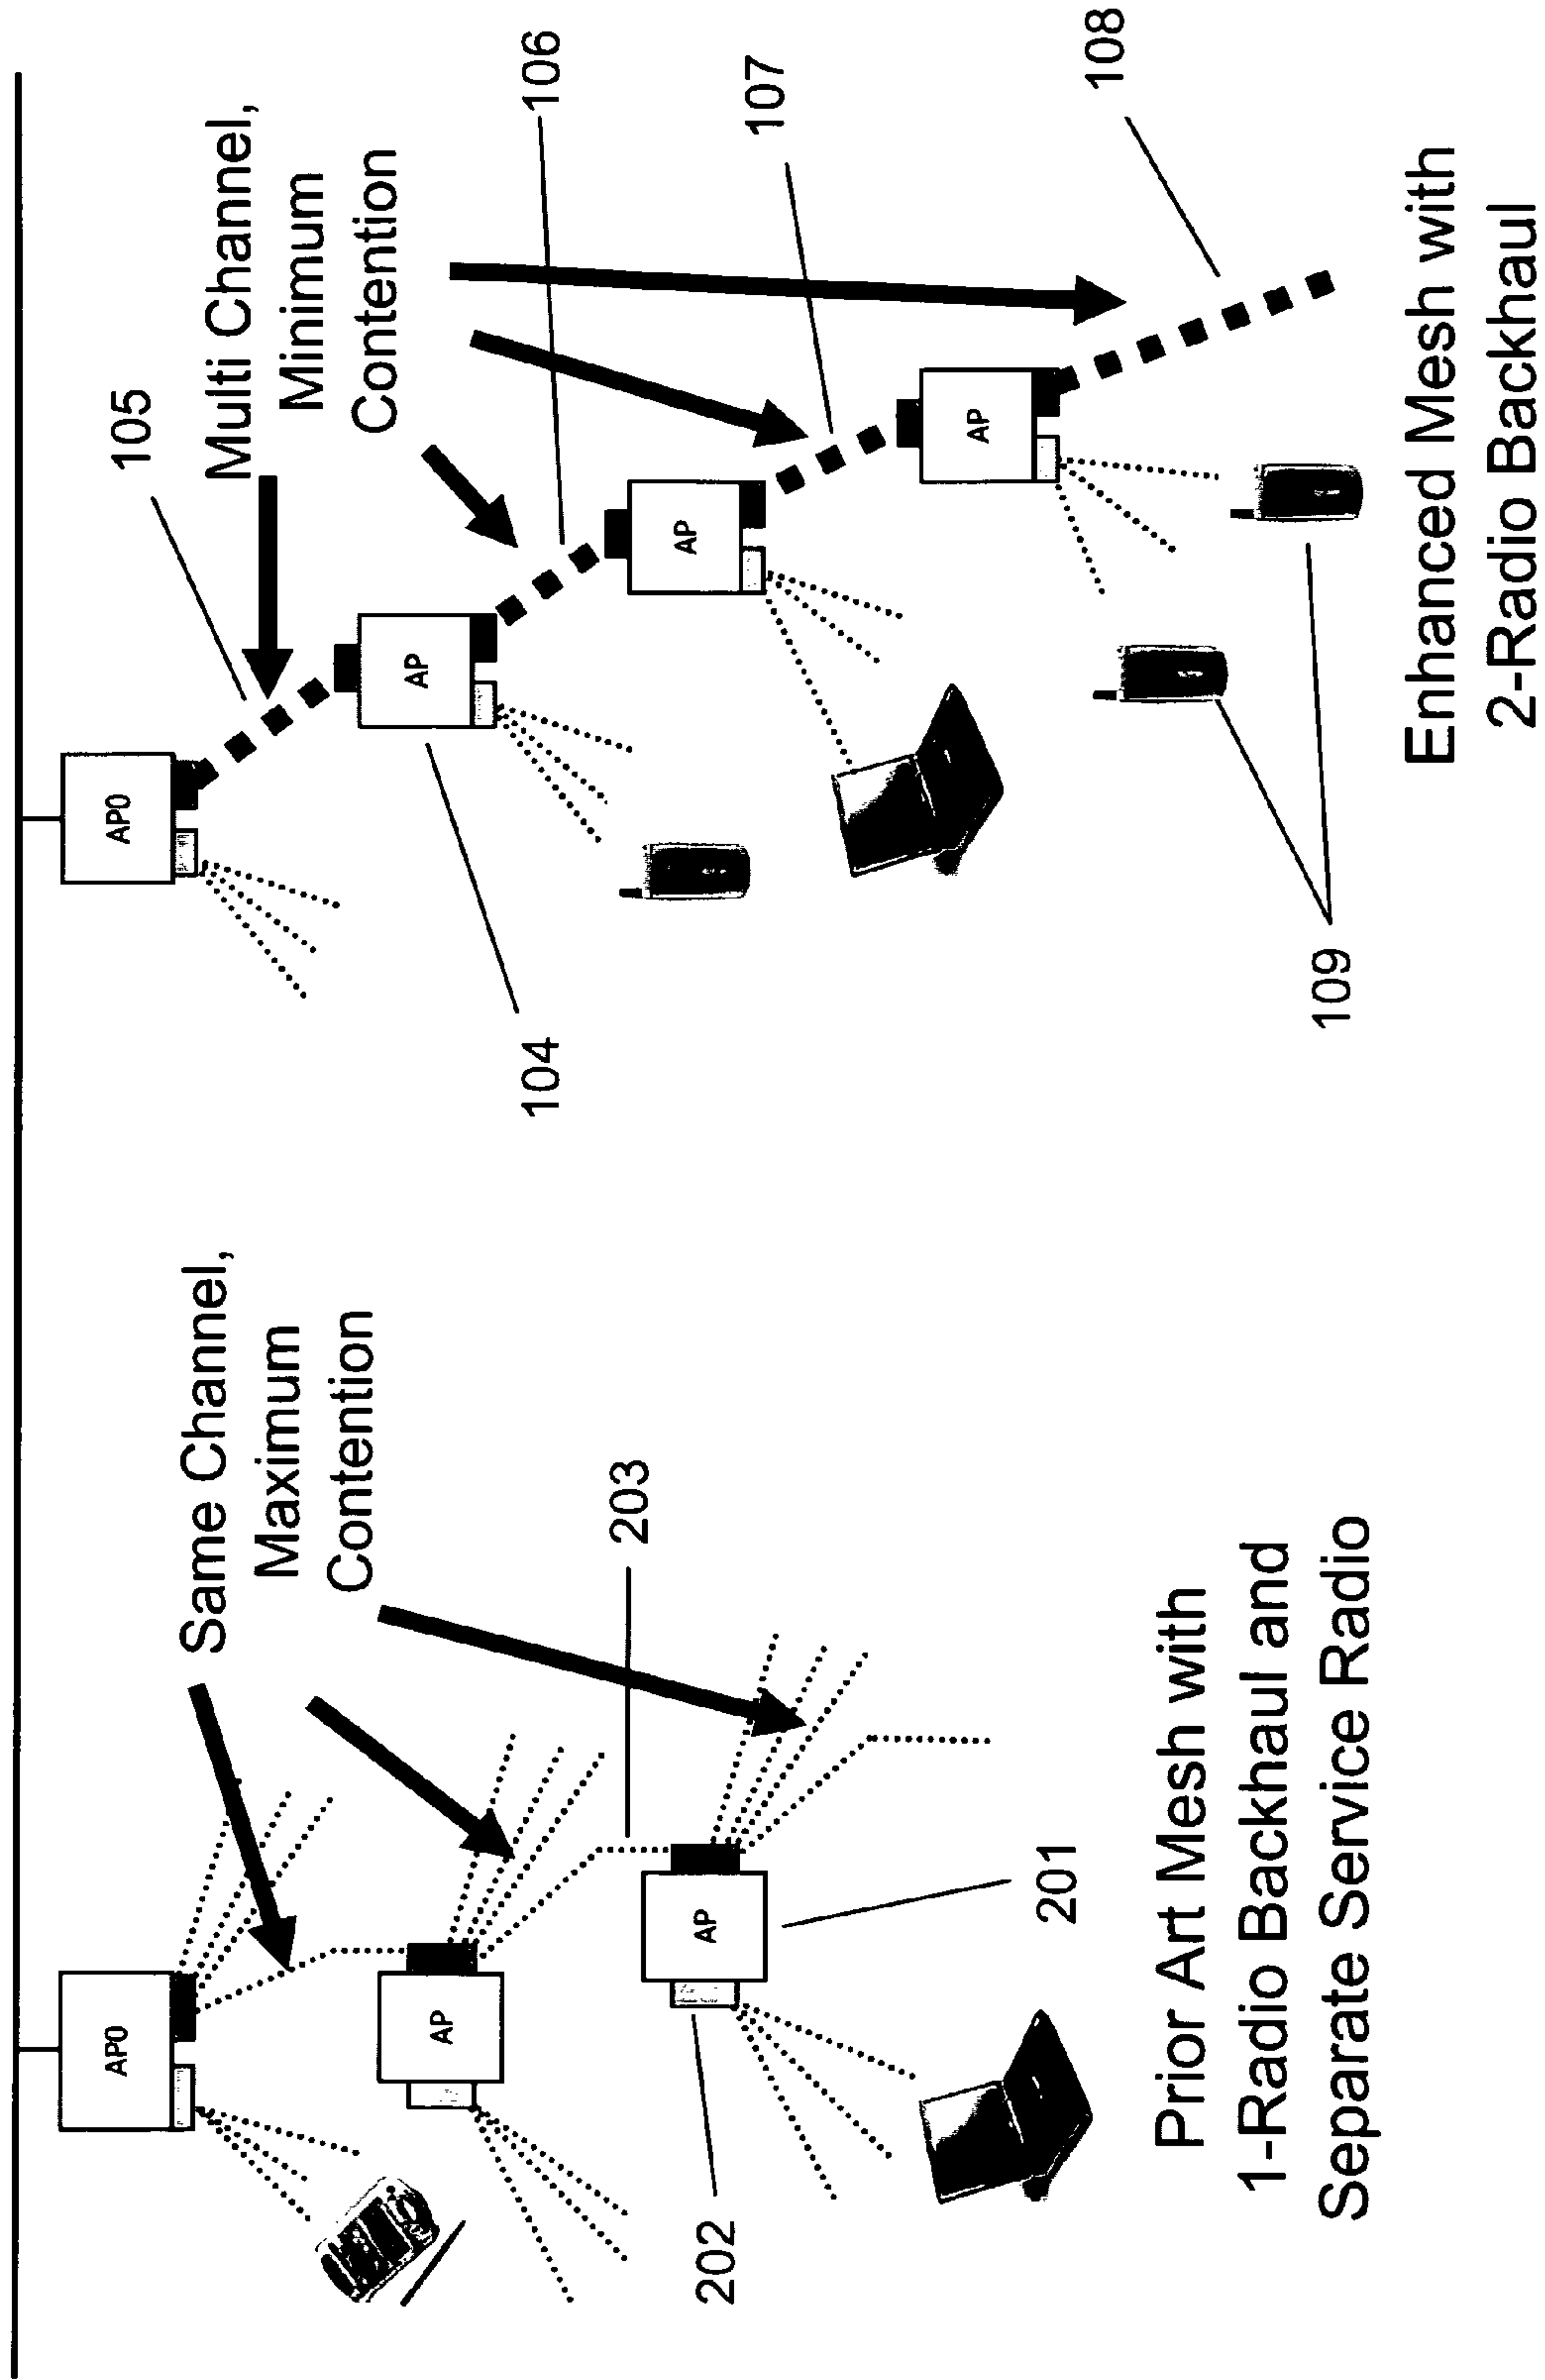 AP0
Same Channel,
Maximum
Contention
AP
203
AP
202
201
Prior Art Mesh with
1-Radio Backhaul and
Separate Service Radio
AP0
105
Multi Channel,
Minimum
Contention
AP
104
106
AP
107
AP
108
109
Enhanced Mesh with
2-Radio Backhaul